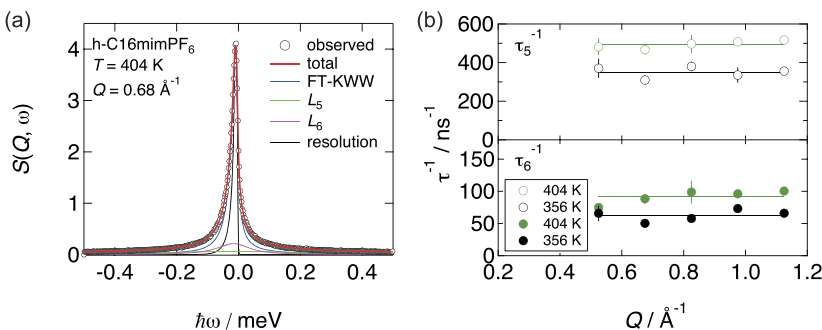 (a)
h-C16mimPF6
T = 404 K
Q = 0.68 Å-1
observed
total
FT-KWW
L5
L6
resolution
S(Q, ω)
4
3
2
1
0
-0.4
-0.2
0.0
0.2
0.4
ħω / meV
(b)
τ5-1
800
600
400
200
0
τ-1 / ns-1
τ6-1
150
100
50
0
404 K
356 K
404 K
356 K
0.2
0.4
0.6
0.8
1.0
1.2
Q / Å-1